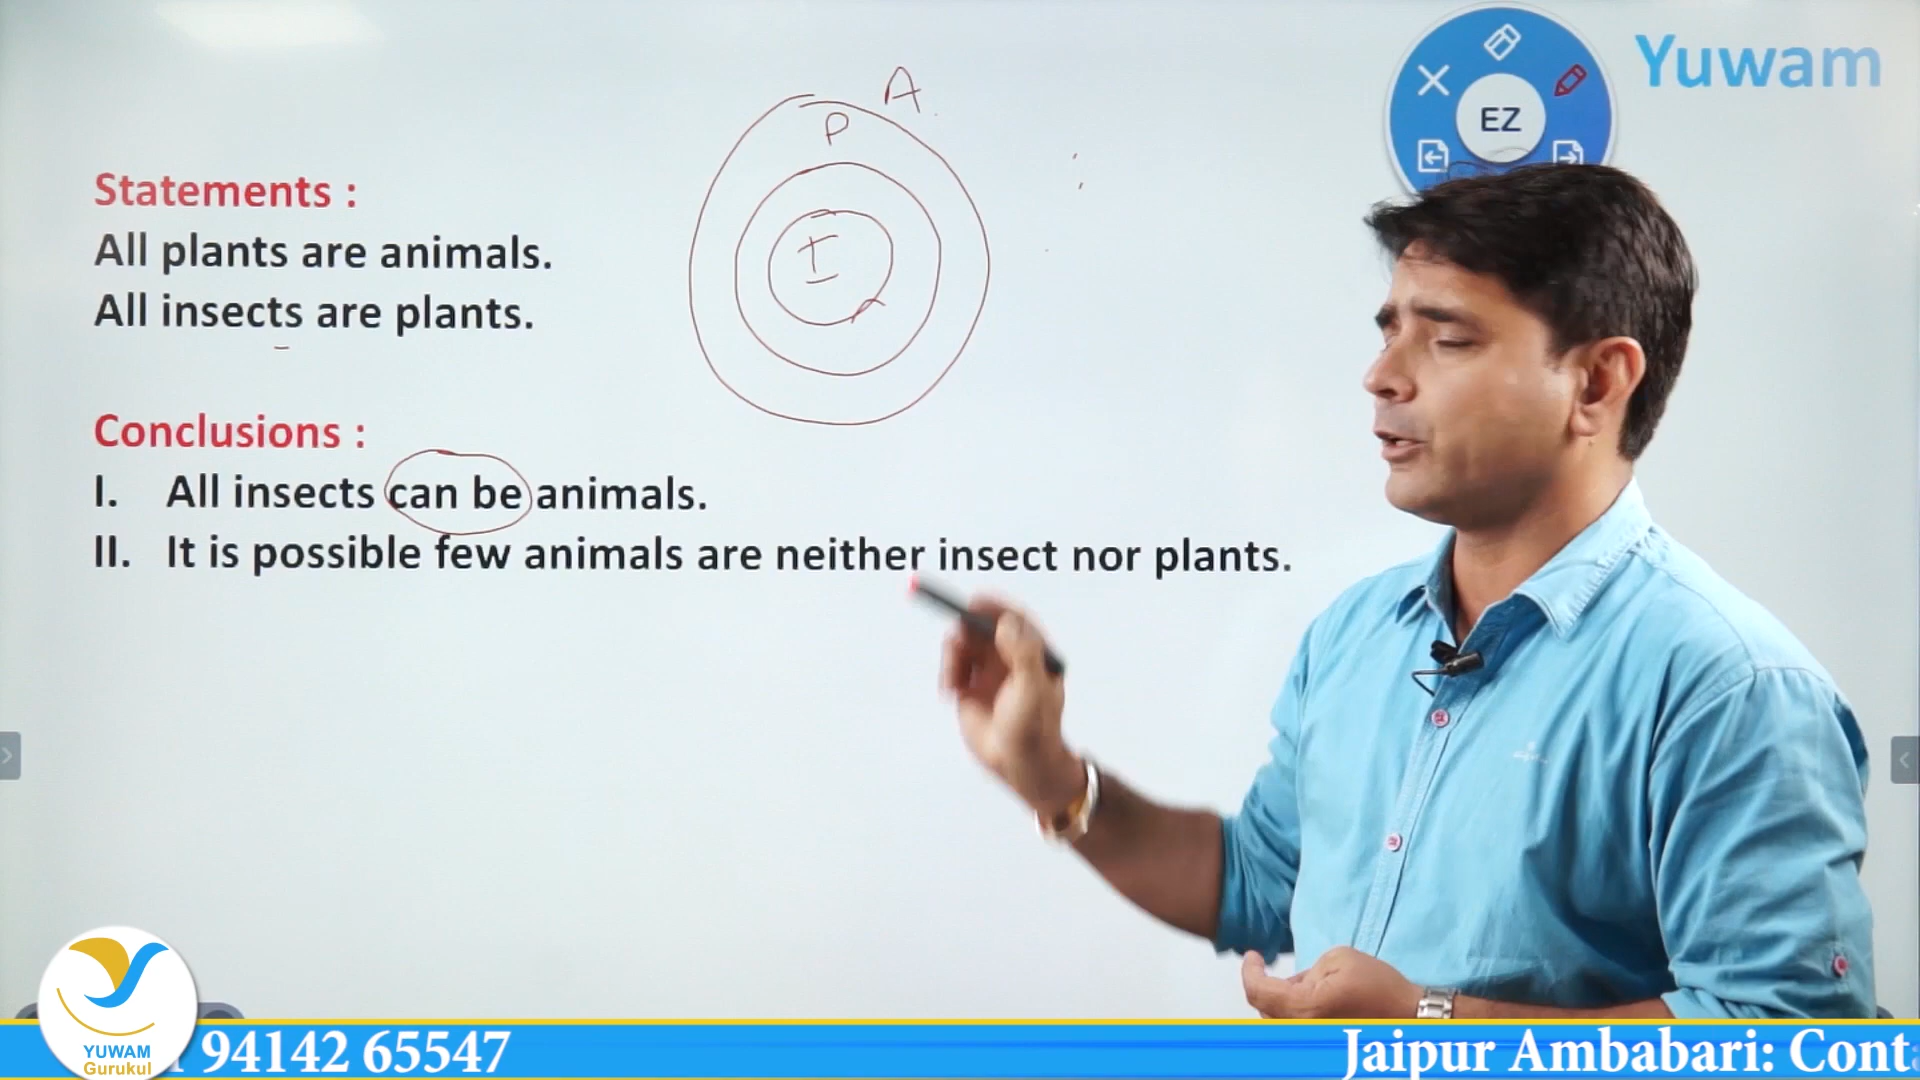 A
P
I
EZ
Yuwam
Statements :
All plants are animals.
All insects are plants.
Conclusions :
I. All insects can be animals.
II. It is possible few animals are neither insect nor plants.
YUWAM
Gurukul
94142 65547
Jaipur Ambabari: Cont